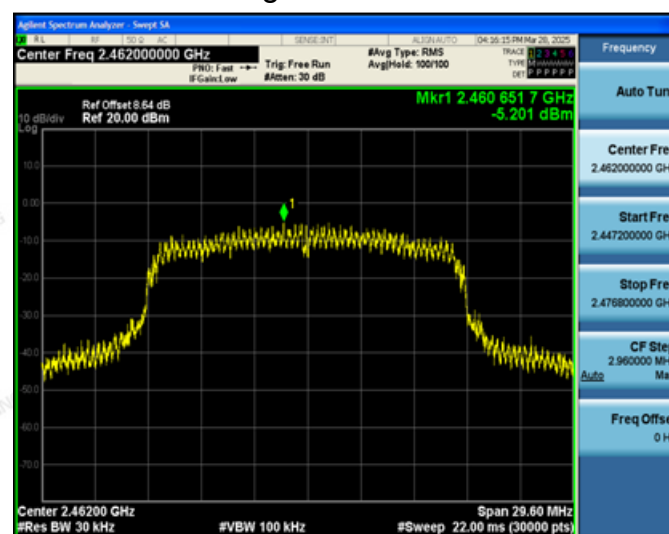 Agilent Spectrum Analyzer - Swept SA
RL RF 50 Ω AC SENSE:INT ALIGN AUTO 04:16:15 PM Mar 28, 2025
Center Freq 2.462000000 GHz
PNO: Fast
IFGain:Low
Trig: Free Run
#Atten: 30 dB
#Avg Type: RMS
Avg|Hold: 100/100
TRACE 1 2 3 4 5 6
TYPE
DET P P P P P P
Frequency
Mkr1 2.460 651 7 GHz
-5.201 dBm
Ref Offset 8.64 dB
10 dB/div Ref 20.00 dBm
Log
10.0
0.00
-10.0
-20.0
-30.0
-40.0
-50.0
-60.0
-70.0
1
Auto Tun
Center Fre
2.462000000 GH
Start Fre
2.447200000 GH
Stop Fre
2.476800000 GH
CF Ste
2.960000 MH
Auto Ma
Freq Offse
0 H
Center 2.46200 GHz Span 29.60 MHz
#Res BW 30 kHz #VBW 100 kHz #Sweep 22.00 ms (30000 pts)